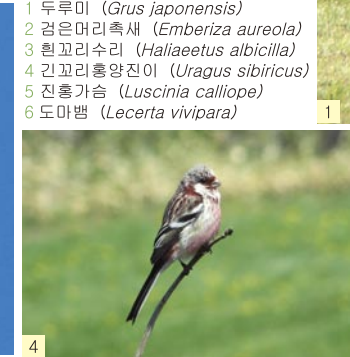 1 두루미 (Grus japonensis)
2 검은머리촉새 (Emberiza aureola)
3 흰꼬리수리 (Haliaeetus albicilla)
4 긴꼬리홍양진이 (Uragus sibiricus)
5 진홍가슴 (Luscinia calliope)
6 도마뱀 (Lecerta vivipara)
1
4